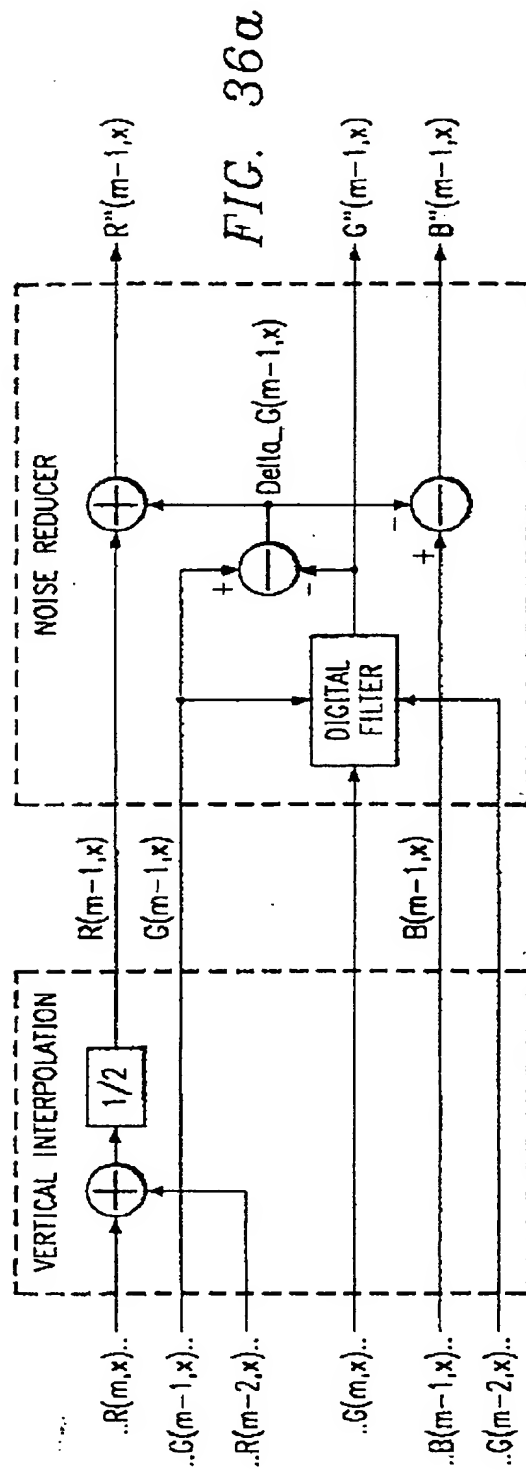 FIG. 36a
VERTICAL INTERPOLATION
NOISE REDUCER
..R(m,x)..
+
1/2
R(m-1,x)
+
R"(m-1,x)
..G(m-1,x)..
G(m-1,x)
+
−
−
Delta_G(m-1,x)
..R(m-2,x)..
..G(m,x)..
DIGITAL
FILTER
G"(m-1,x)
..B(m-1,x)..
B(m-1,x)
+
−
−
B"(m-1,x)
..G(m-2,x)..